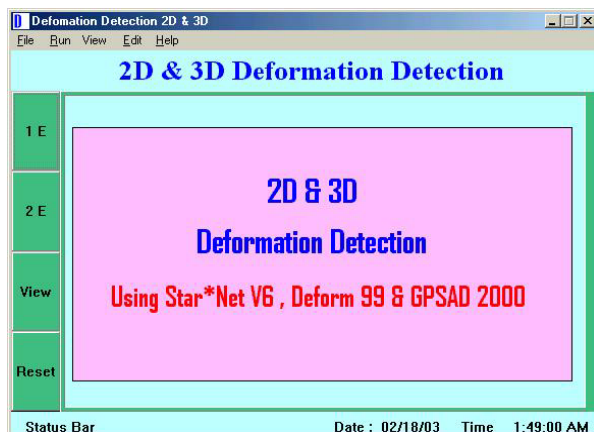 D Defomation Detection 2D & 3D
File Run View Edit Help
2D & 3D Deformation Detection
1 E
2 E
View
Reset
2D & 3D
Deformation Detection
Using Star*Net V6 , Deform 99 & GPSAD 2000
Status Bar Date : 02/18/03 Time 1:49:00 AM